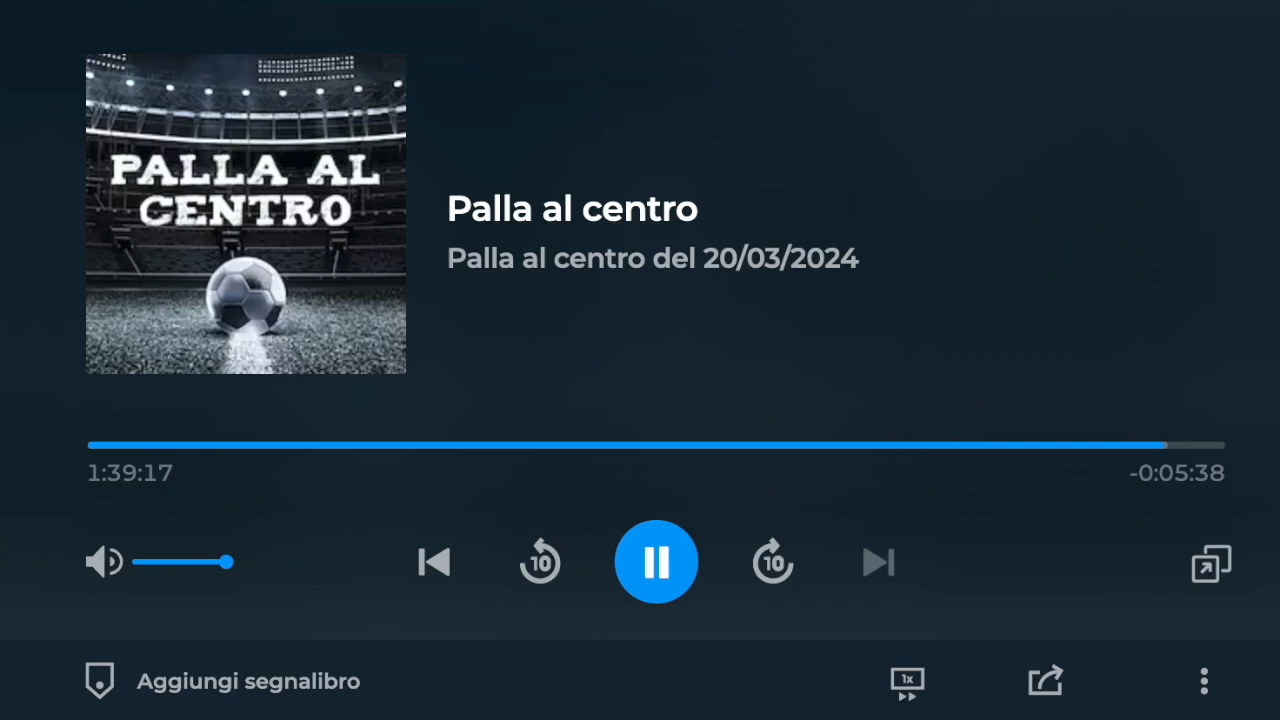 PALLA AL
CENTRO
Palla al centro
Palla al centro del 20/03/2024
1:39:17
-0:05:38
10
10
Aggiungi segnalibro
1x